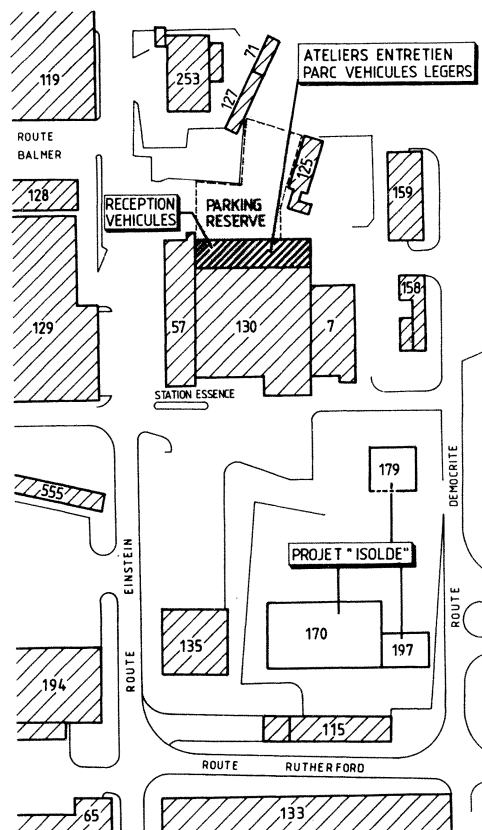 119
253
71
127
ATELIERS ENTRETIEN
PARC VEHICULES LEGERS
ROUTE
BALMER
125
159
128
RECEPTION
VEHICULES
PARKING
RESERVE
129
57
130
7
158
STATION ESSENCE
179
DEMOCRITE
ROUTE
555
EINSTEIN
ROUTE
PROJET "ISOLDE"
135
170
197
194
115
ROUTE RUTHERFORD
65
133